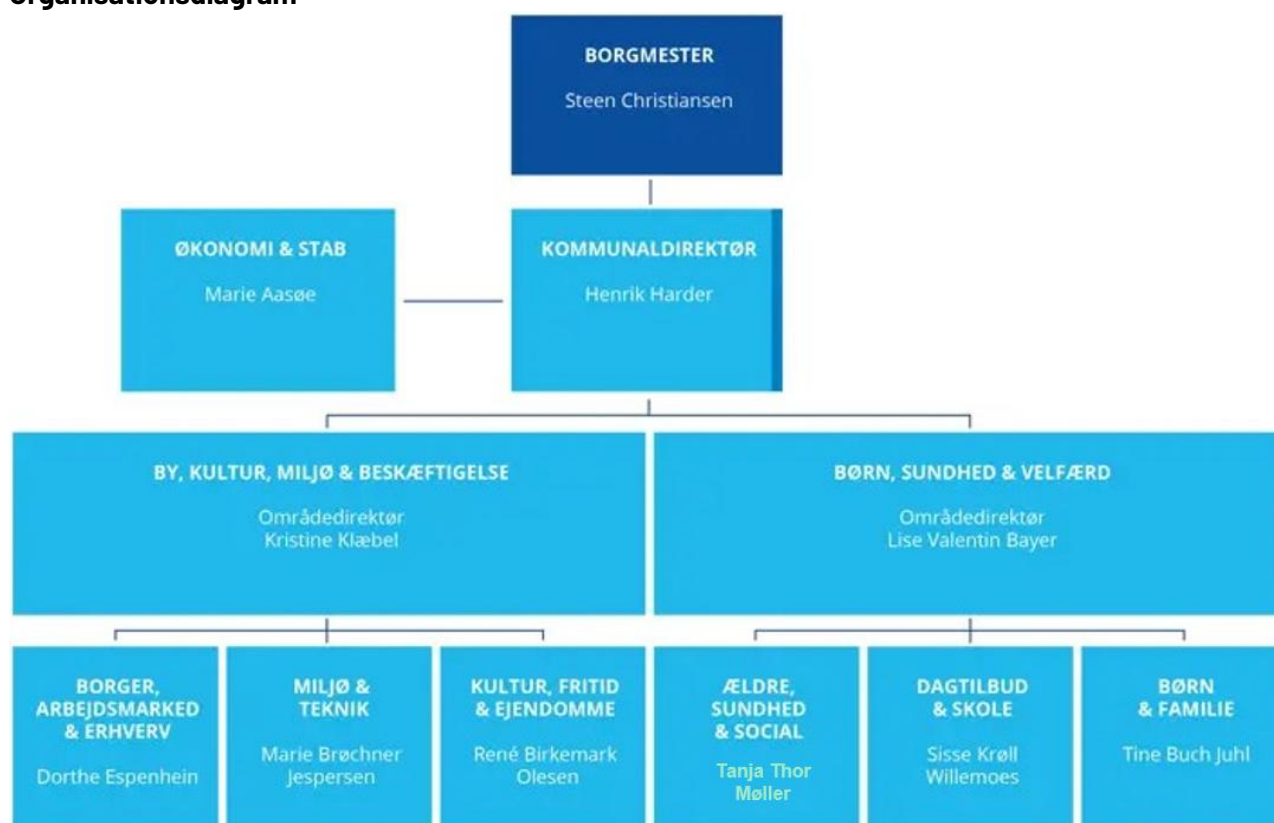 Organisationsdiagram
BORGMESTER
Steen Christiansen
ØKONOMI & STAB
Marie Aasøe
KOMMUNALDIREKTØR
Henrik Harder
BY, KULTUR, MILJØ & BESKÆFTIGELSE
Områdedirektør
Kristine Klæbel
BØRN, SUNDHED & VELFÆRD
Områdedirektør
Lise Valentin Bayer
BORGER,
ARBEJDSMARKED
& ERHVERV
Dorthe Espenhein
MILJØ &
TEKNIK
Marie Brøchner
Jespersen
KULTUR, FRITID
& EJENDOMME
René Birkemark
Olesen
ÆLDRE,
SUNDHED
& SOCIAL
Tanja Thor
Møller
DAGTILBUD
& SKOLE
Sisse Krøll
Willemoes
BØRN
& FAMILIE
Tine Buch Juhl